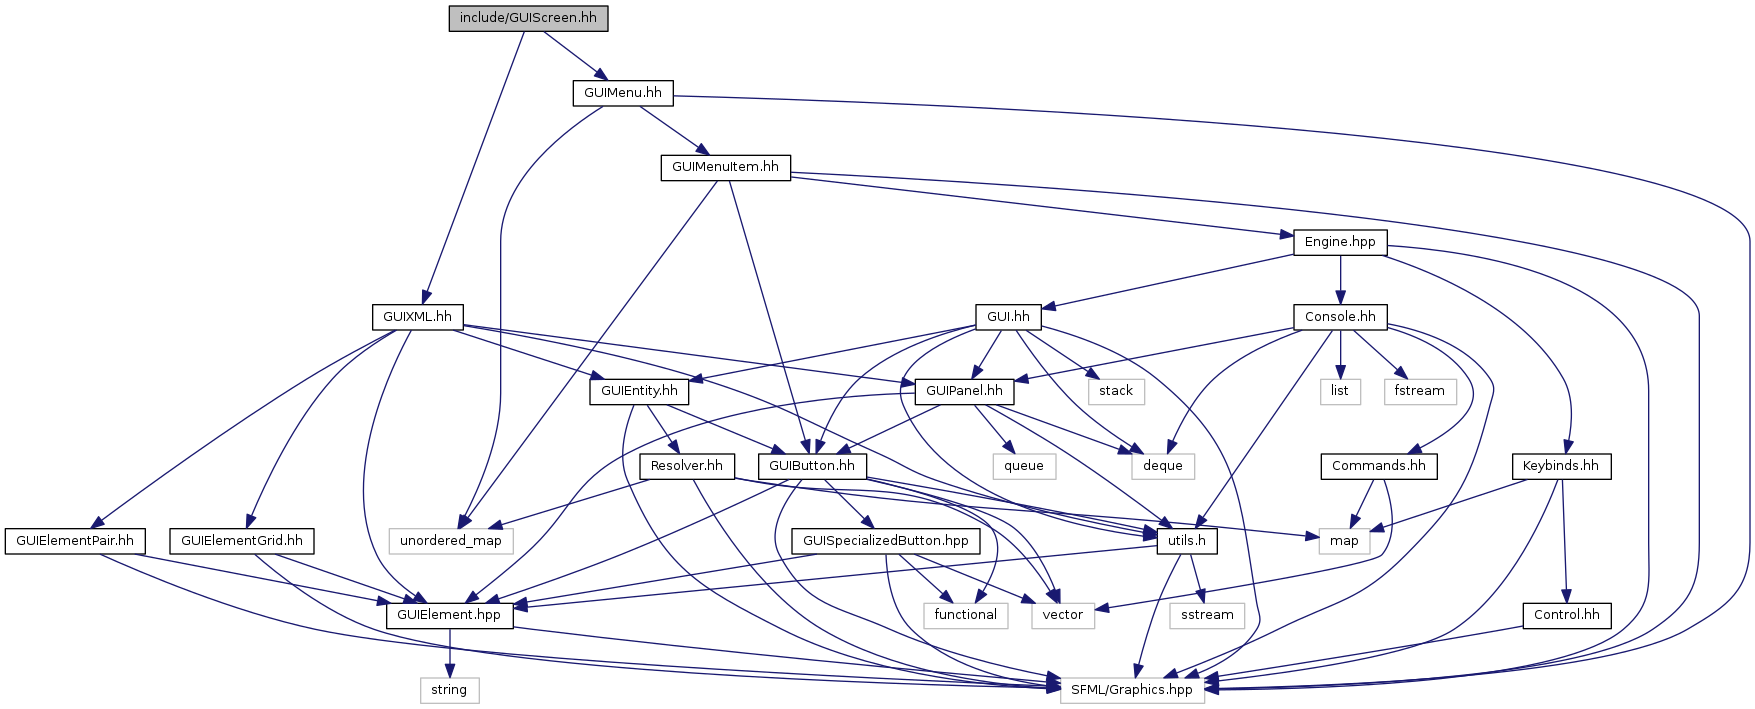 include/GUIScreen.hh
GUIMenu.hh
GUIMenuItem.hh
Engine.hpp
GUIXML.hh
GUI.hh
Console.hh
GUIEntity.hh
GUIPanel.hh
stack
list
fstream
Resolver.hh
GUIButton.hh
queue
deque
Commands.hh
Keybinds.hh
GUIElementPair.hh
GUIElementGrid.hh
unordered_map
GUISpecializedButton.hpp
utils.h
map
GUIElement.hpp
functional
vector
sstream
Control.hh
string
SFML/Graphics.hpp